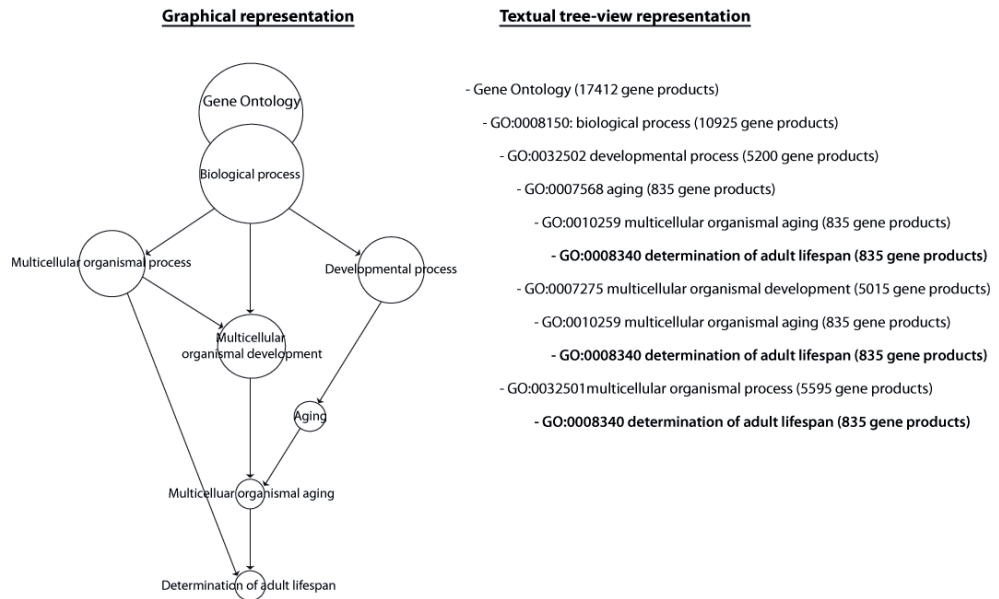 Graphical representation
Textual tree-view representation
Gene Ontology
Biological process
Multicellular organismal process
Developmental process
Multicellular
organismal development
Aging
Multicelluar organismal aging
Determination of adult lifespan
- Gene Ontology (17412 gene products)
- GO:0008150: biological process (10925 gene products)
- GO:0032502 developmental process (5200 gene products)
- GO:0007568 aging (835 gene products)
- GO:0010259 multicellular organismal aging (835 gene products)
- GO:0008340 determination of adult lifespan (835 gene products)
- GO:0007275 multicellular organismal development (5015 gene products)
- GO:0010259 multicellular organismal aging (835 gene products)
- GO:0008340 determination of adult lifespan (835 gene products)
- GO:0032501multicellular organismal process (5595 gene products)
- GO:0008340 determination of adult lifespan (835 gene products)